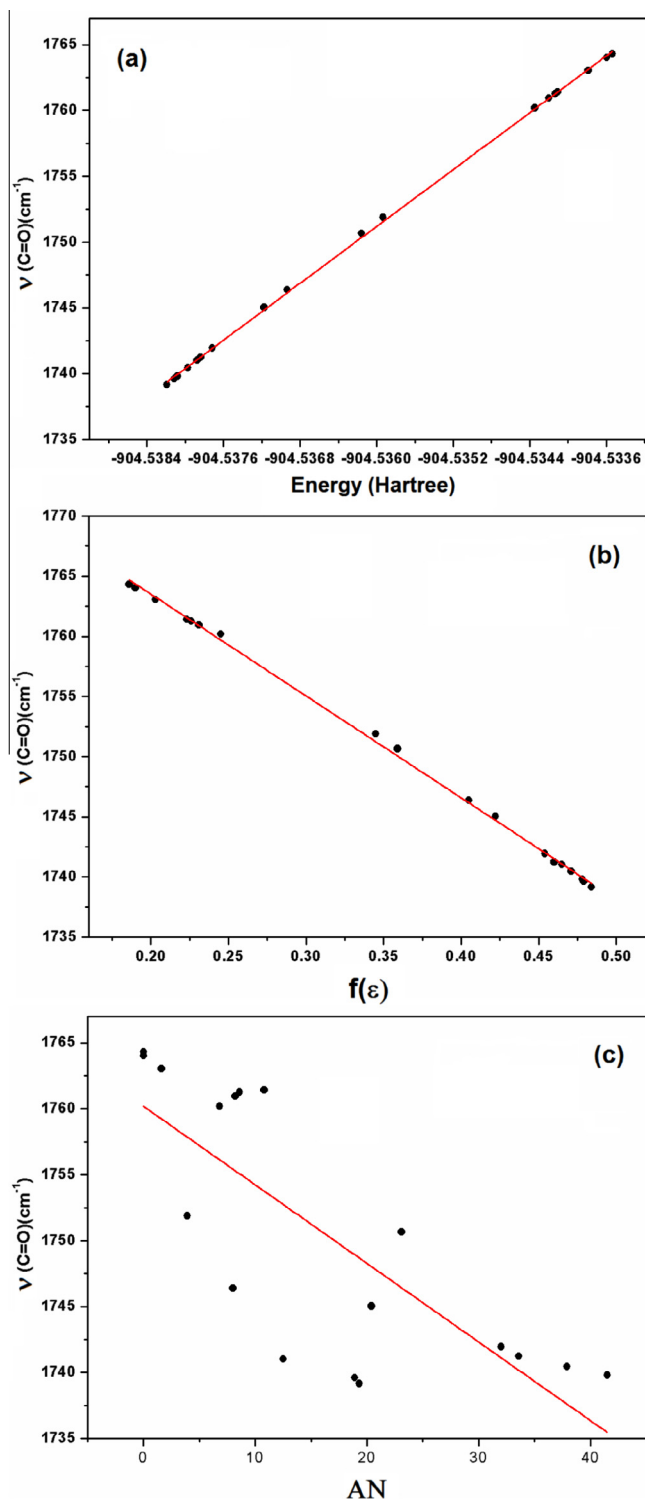 (a)
1765
1760
1755
1750
1745
1740
1735
ν (C=O)(cm⁻¹)
-904.5384 -904.5376 -904.5368 -904.5360 -904.5352 -904.5344 -904.5336
Energy (Hartree)
(b)
1770
1765
1760
1755
1750
1745
1740
1735
ν (C=O)(cm⁻¹)
0.20 0.25 0.30 0.35 0.40 0.45 0.50
f(ε)
(c)
1765
1760
1755
1750
1745
1740
1735
ν (C=O)(cm⁻¹)
0 10 20 30 40
AN